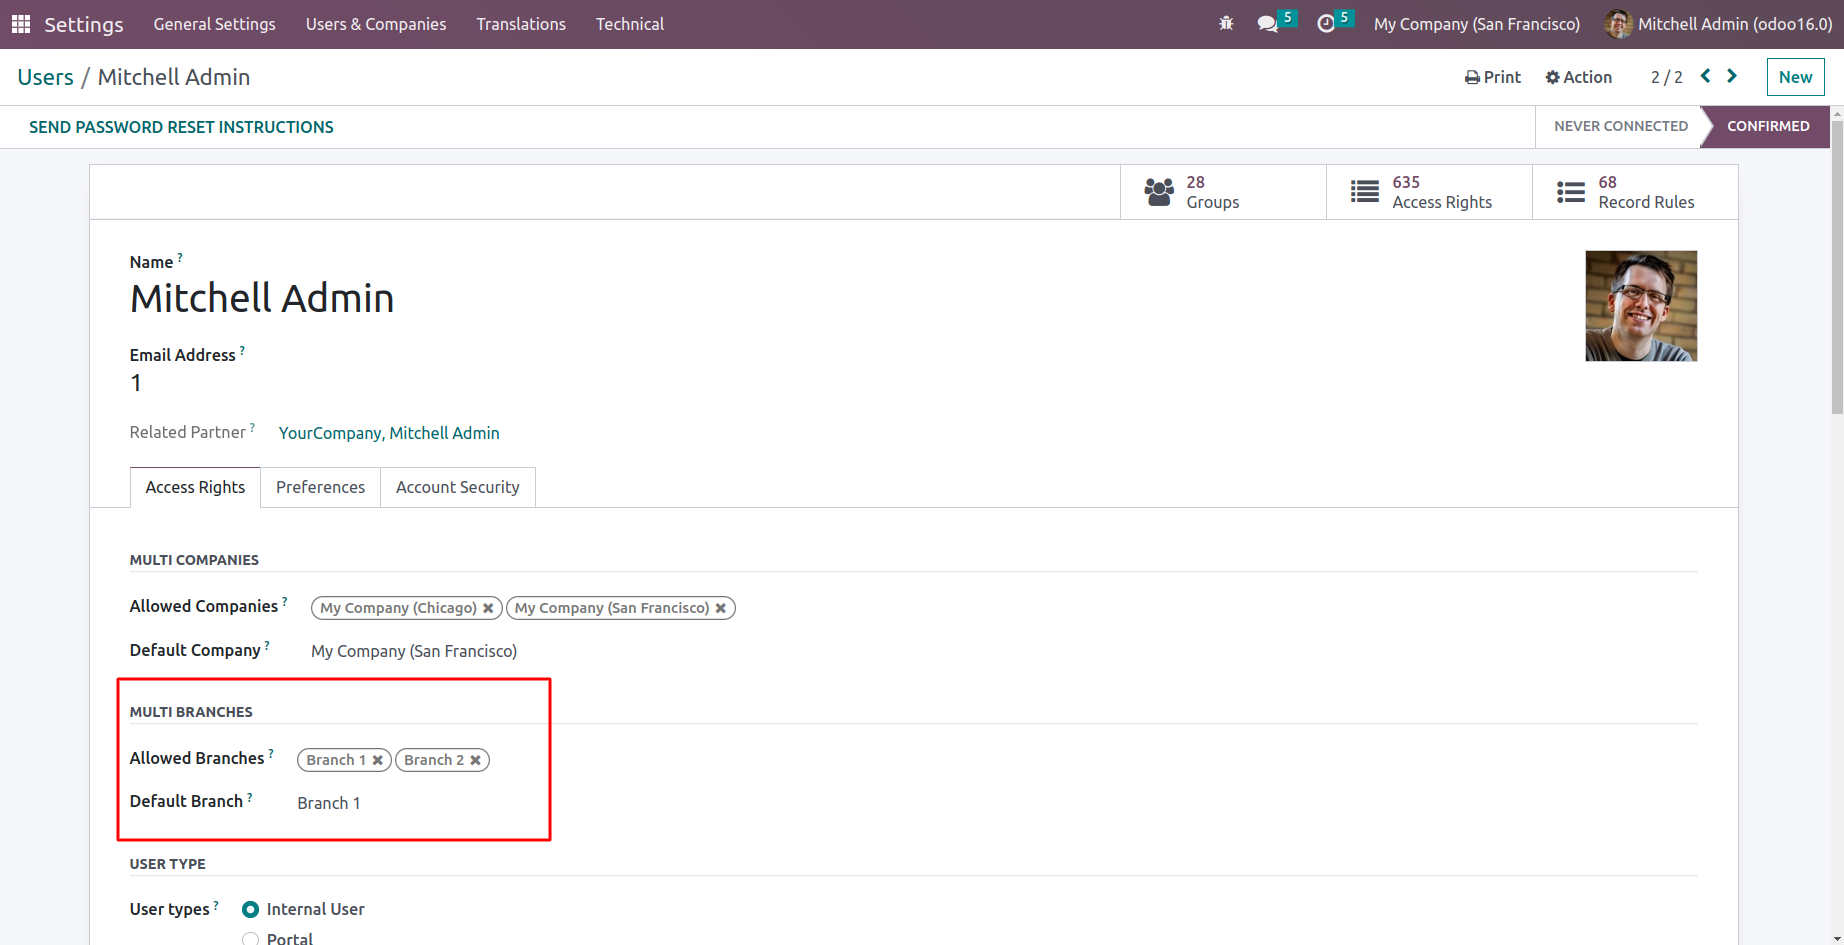 Settings General Settings Users & Companies Translations Technical 5 5 My Company (San Francisco) Mitchell Admin (odoo16.0)
Users / Mitchell Admin Print Action 2 / 2 New
SEND PASSWORD RESET INSTRUCTIONS NEVER CONNECTED CONFIRMED
28 Groups 635 Access Rights 68 Record Rules
Name ?
Mitchell Admin
Email Address ?
1
Related Partner ? YourCompany, Mitchell Admin
Access Rights Preferences Account Security
MULTI COMPANIES
Allowed Companies ? My Company (Chicago) ✖ My Company (San Francisco) ✖
Default Company ? My Company (San Francisco)
MULTI BRANCHES
Allowed Branches ? Branch 1 ✖ Branch 2 ✖
Default Branch ? Branch 1
USER TYPE
User types ? Internal User
Portal